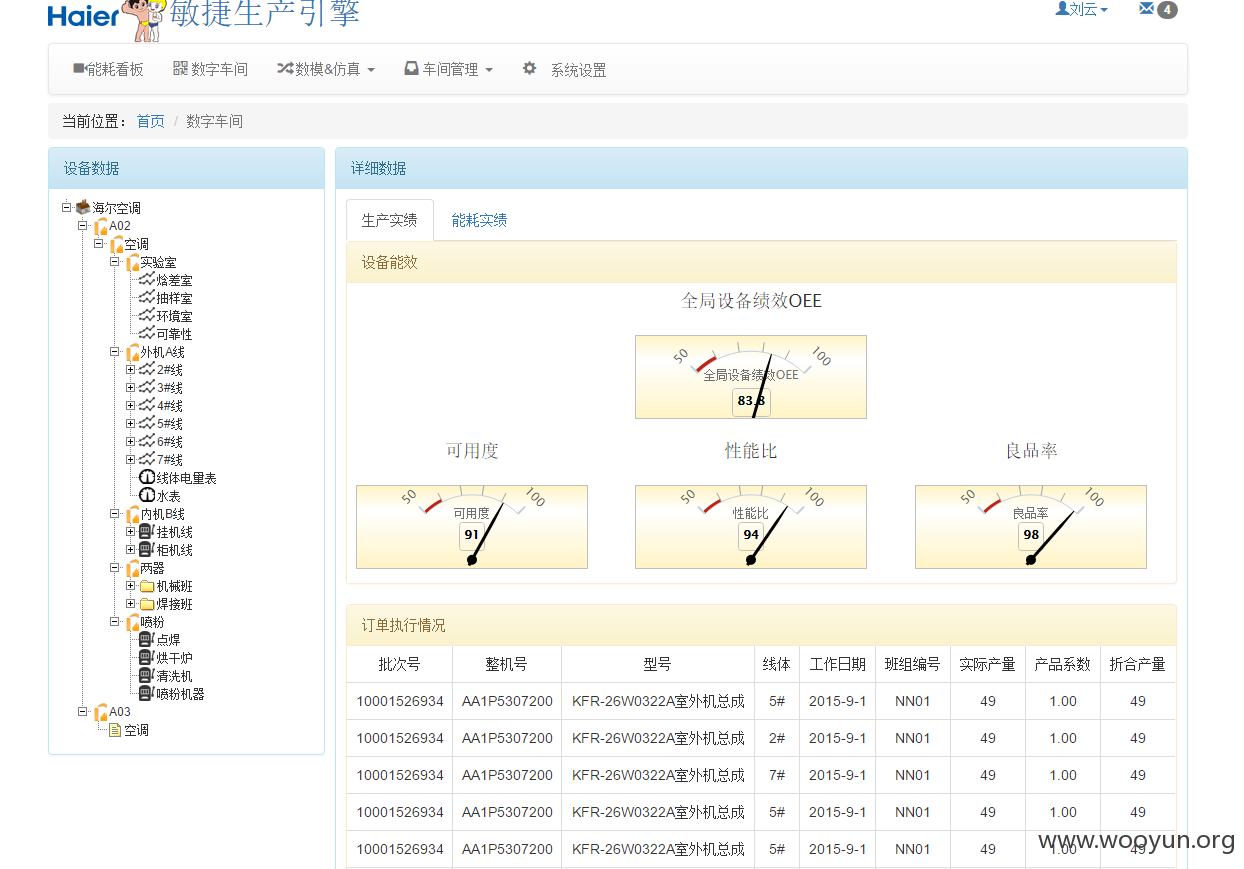 Haier 敏捷生产引擎
刘云 4
能耗看板 数字车间 数模&仿真 车间管理 系统设置
当前位置： 首页 / 数字车间
设备数据
海尔空调
A02
空调
实验室
焓差室
抽样室
环境室
可靠性
外机A线
2#线
3#线
4#线
5#线
6#线
7#线
线体电量表
水表
内机B线
挂机线
柜机线
两器
机械班
焊接班
喷粉
点焊
烘干炉
清洗机
喷粉机器
A03
空调
详细数据
生产实绩 能耗实绩
设备能效
全局设备绩效OEE
50 100
全局设备绩效OEE
83.8
可用度 性能比 良品率
50 100 50 100 50 100
可用度 性能比 良品率
91 94 98
订单执行情况
批次号 整机号 型号 线体 工作日期 班组编号 实际产量 产品系数 折合产量
10001526934 AA1P5307200 KFR-26W0322A室外机总成 5# 2015-9-1 NN01 49 1.00 49
10001526934 AA1P5307200 KFR-26W0322A室外机总成 2# 2015-9-1 NN01 49 1.00 49
10001526934 AA1P5307200 KFR-26W0322A室外机总成 7# 2015-9-1 NN01 49 1.00 49
10001526934 AA1P5307200 KFR-26W0322A室外机总成 5# 2015-9-1 NN01 49 1.00 49
10001526934 AA1P5307200 KFR-26W0322A室外机总成 5# 2015-9-1 NN01 49 1.00 49
www.wooyun.org